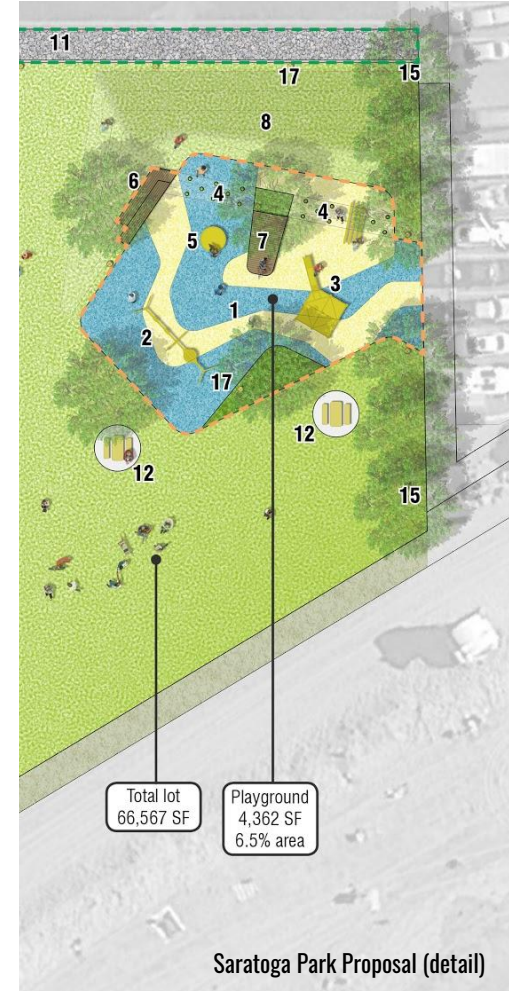 11
17
15
8
6
4
4
5
7
3
1
2
17
12
12
15
Total lot
66,567 SF
Playground
4,362 SF
6.5% area
Saratoga Park Proposal (detail)